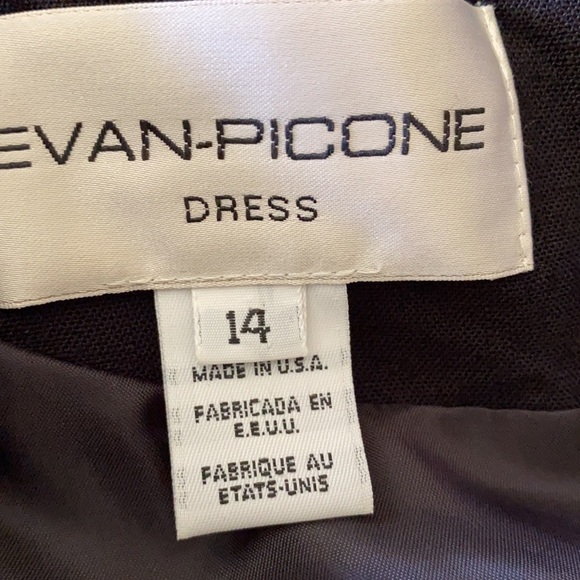 EVAN-PICONE
DRESS
14
MADE IN U.S.A.
FABRICADA EN
E.E.U.U.
FABRIQUE AU
ETATS-UNIS